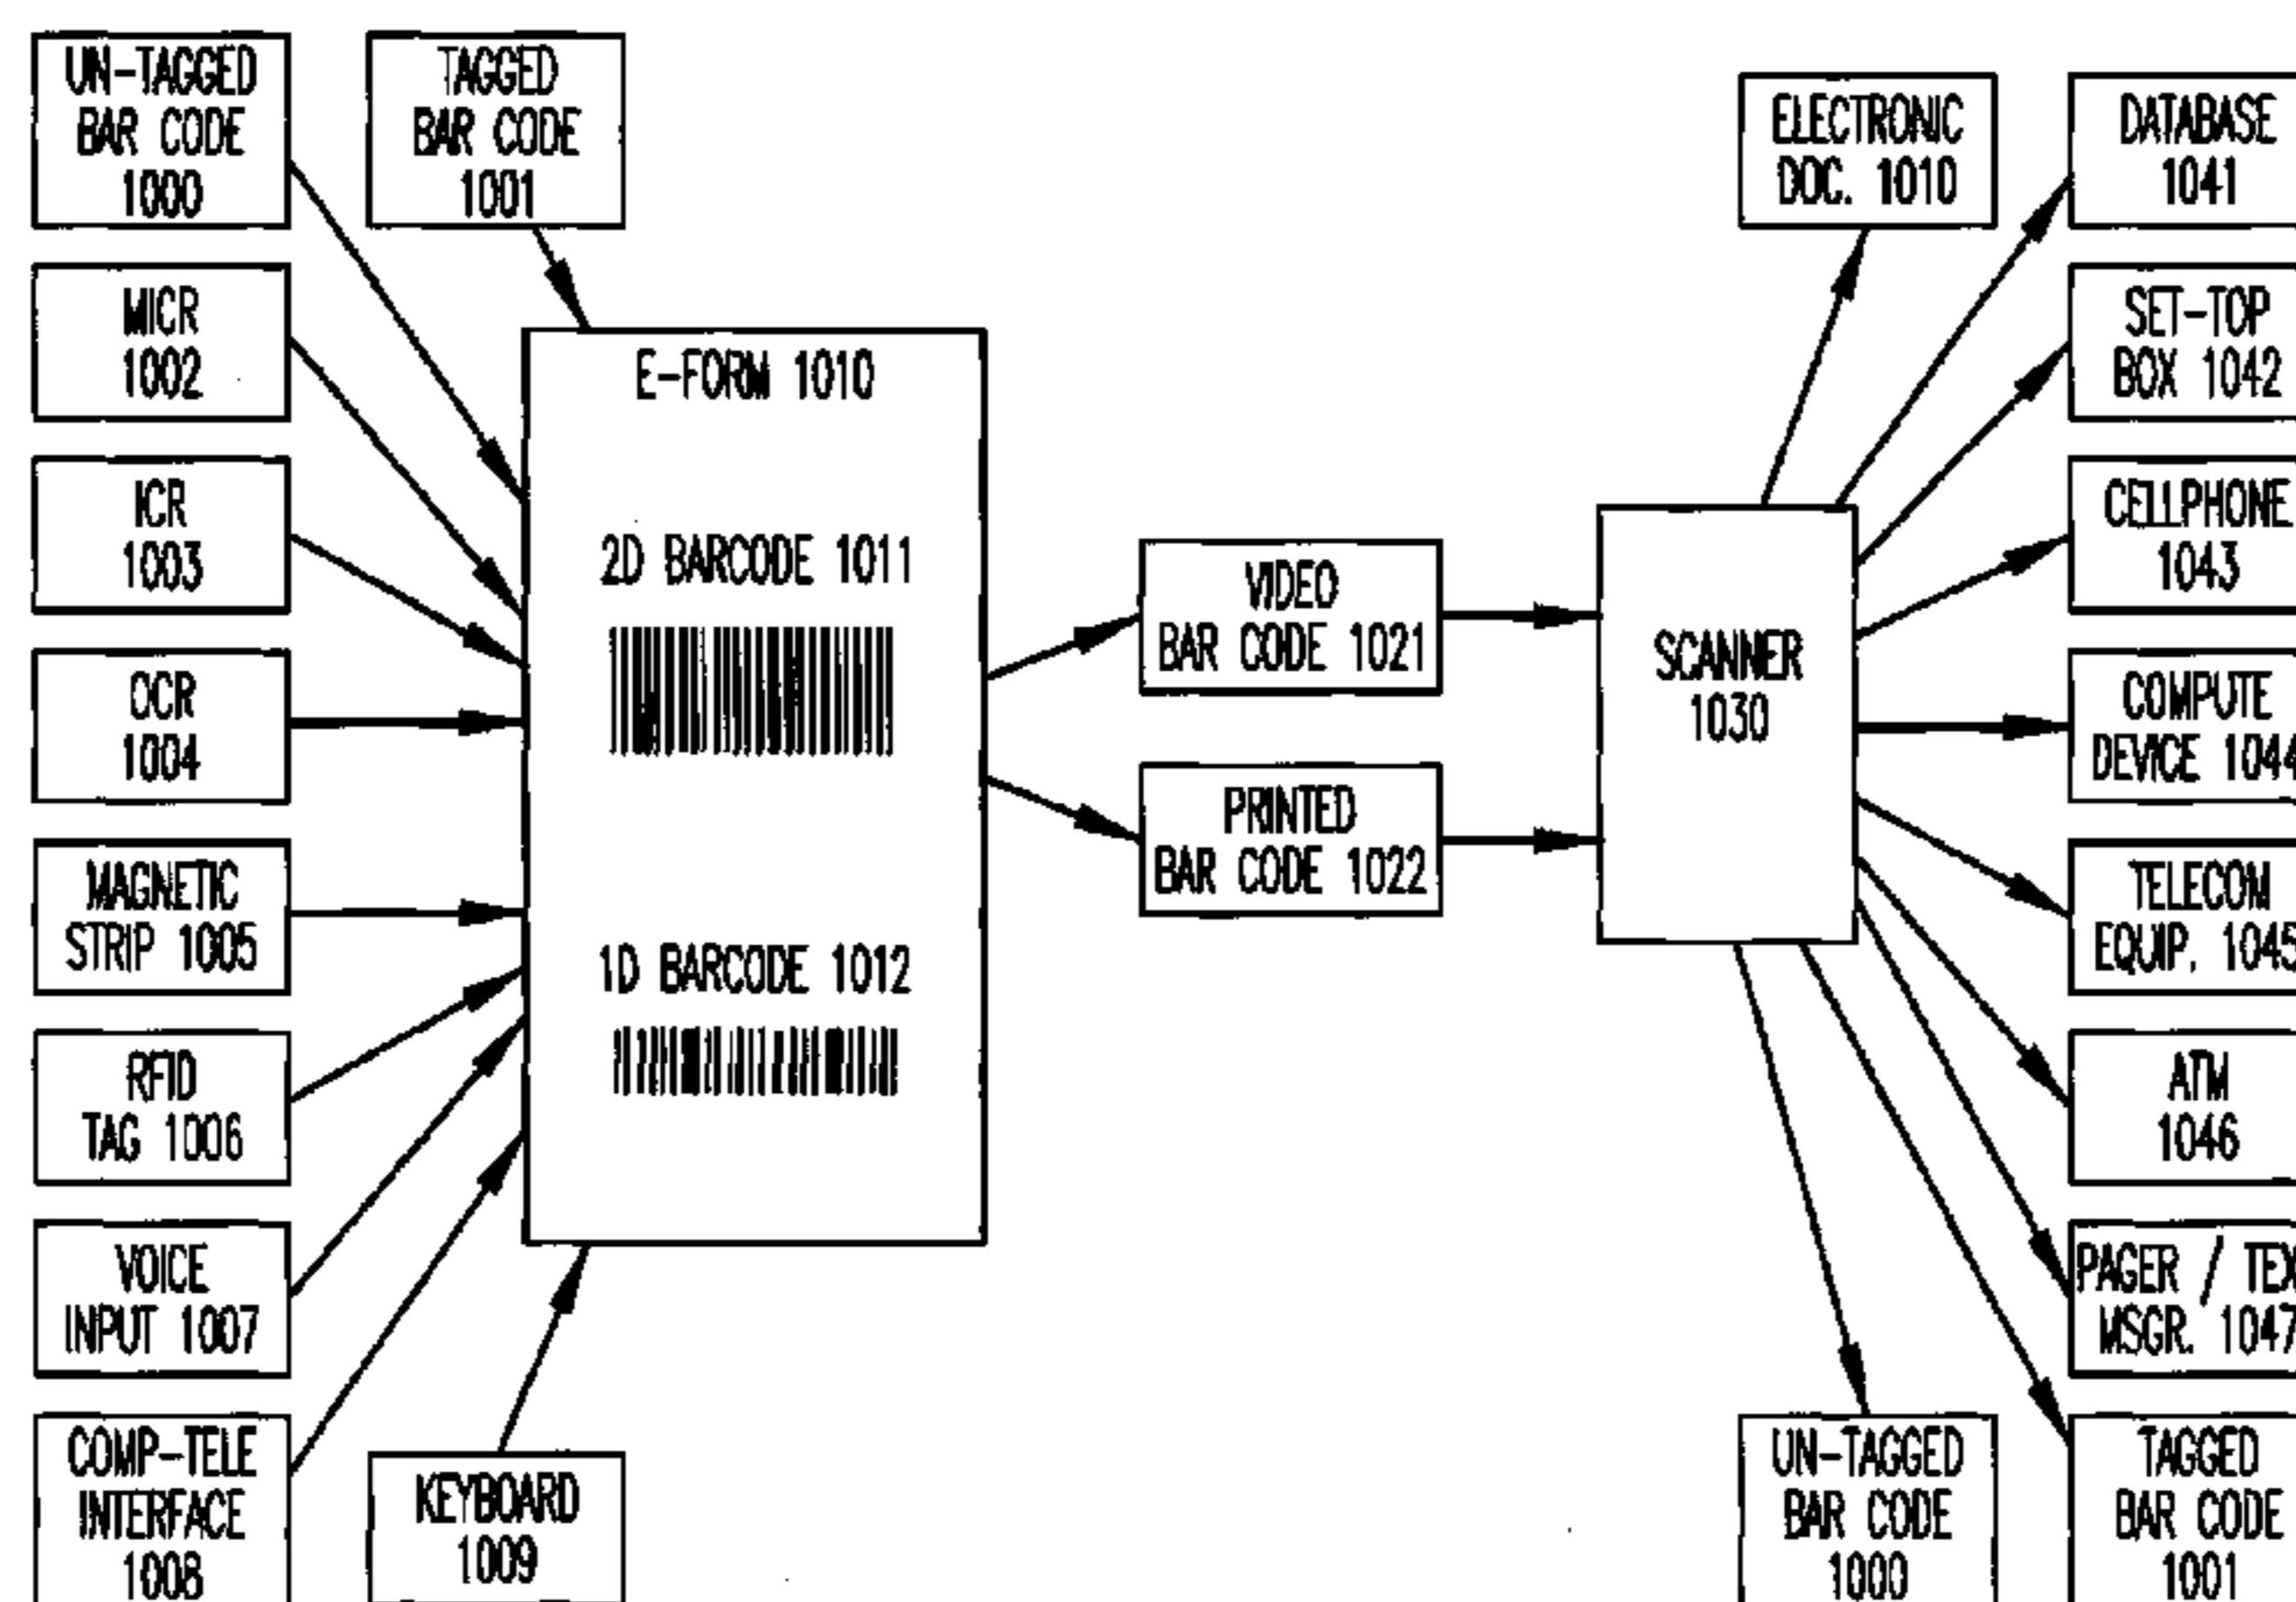 UN-TAGGED
BAR CODE
1000
TAGGED
BAR CODE
1001
MICR
1002
ICR
1003
OCR
1004
MAGNETIC
STRIP 1005
RFID
TAG 1006
VOICE
INPUT 1007
COMP-TELE
INTERFACE
1008
KEYBOARD
1009
E-FORM 1010
2D BARCODE 1011
1D BARCODE 1012
VIDEO
BAR CODE 1021
PRINTED
BAR CODE 1022
SCANNER
1030
ELECTRONIC
DOC. 1010
DATABASE
1041
SET-TOP
BOX 1042
CELLPHONE
1043
COMPUTE
DEVICE 1044
TELECOM
EQUIP. 1045
ATM
1046
PAGER / TEX
MSGR. 1047
UN-TAGGED
BAR CODE
1000
TAGGED
BAR CODE
1001